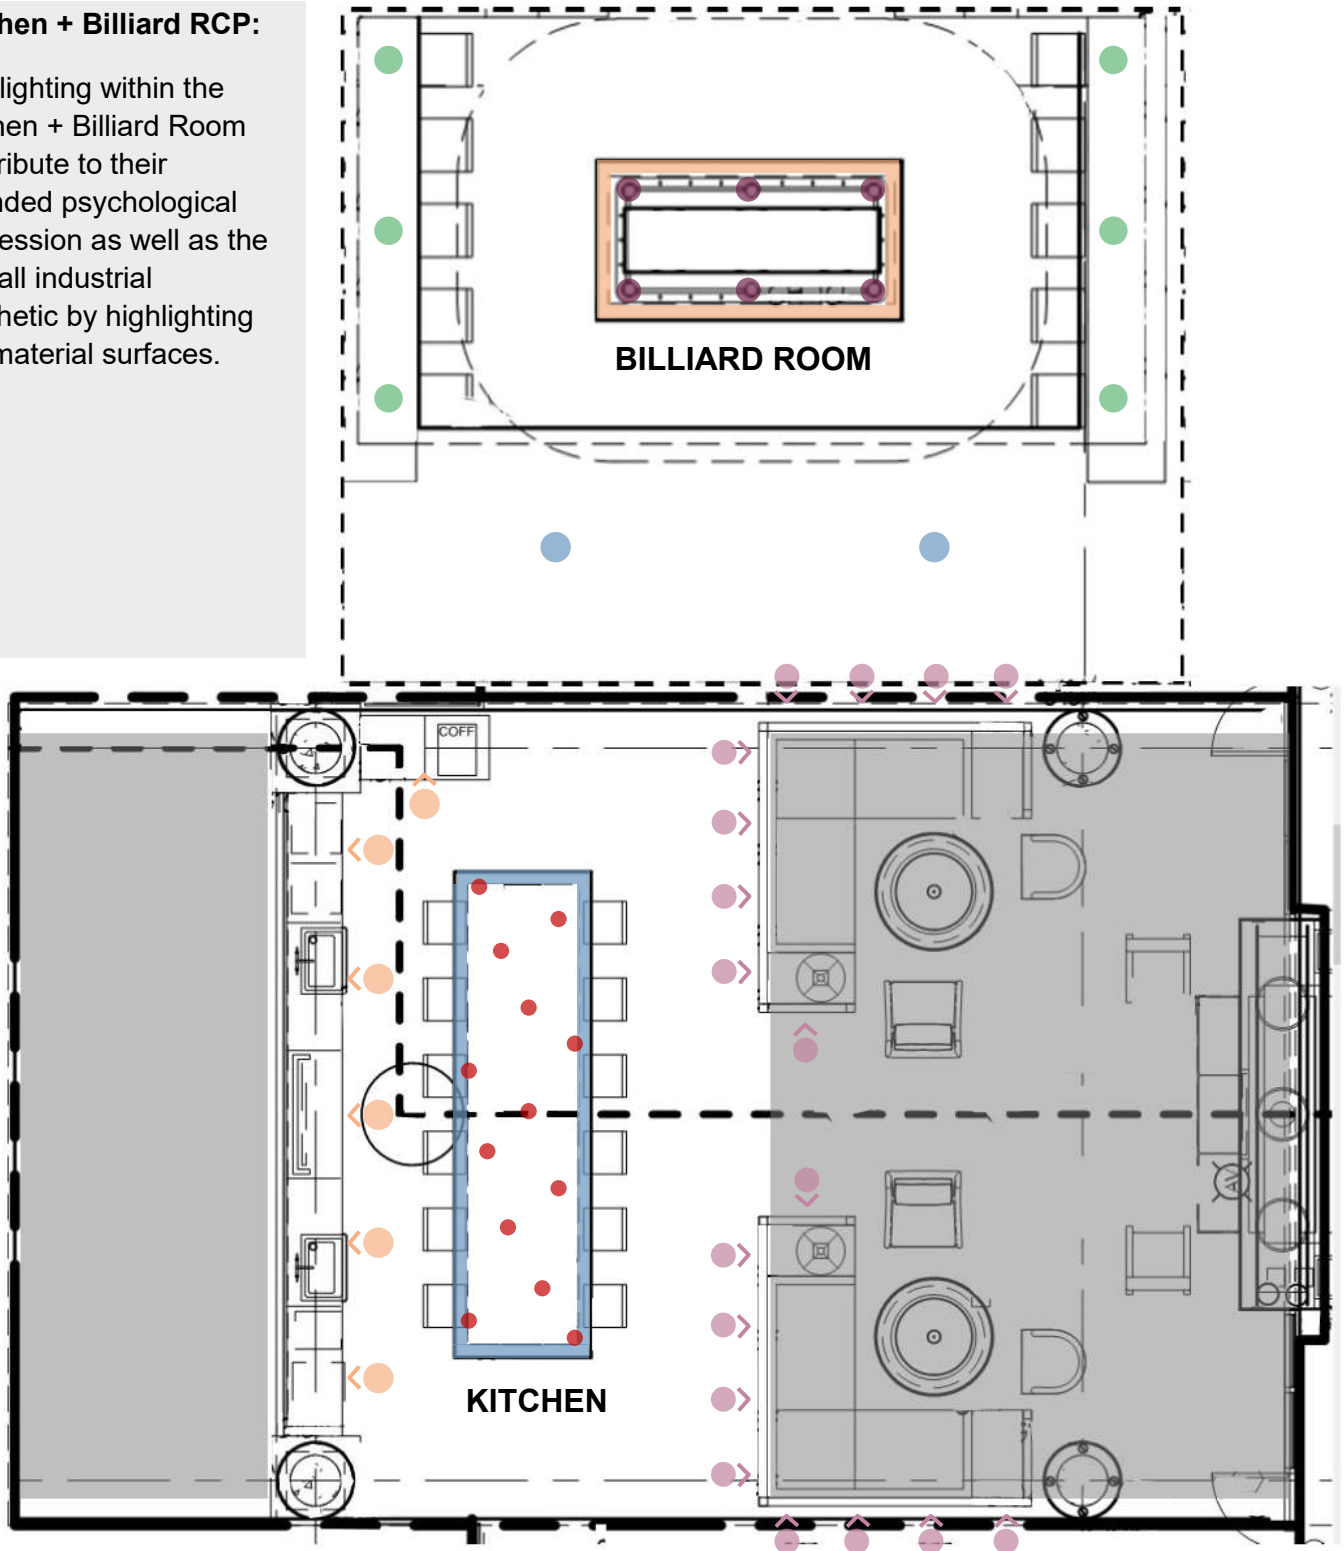 hen + Billiard RCP:
lighting within the
hen + Billiard Room
ribute to their
nded psychological
ession as well as the
all industrial
hetic by highlighting
material surfaces.
BILLIARD ROOM
COFF
AV
KITCHEN